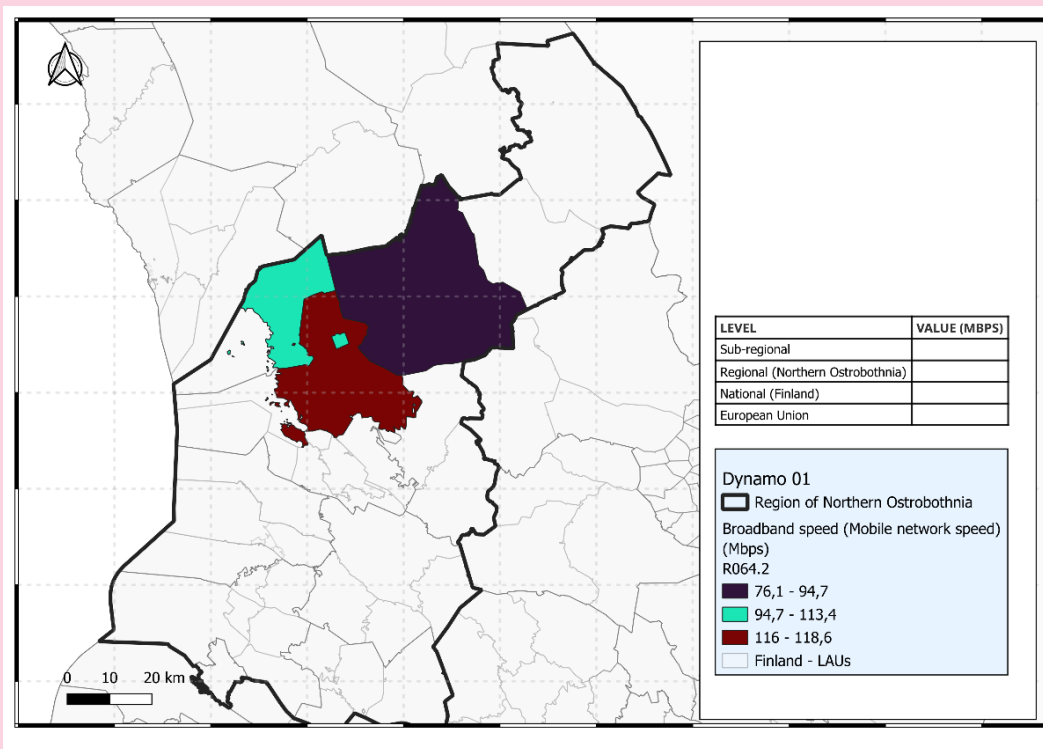 LEVEL VALUE (MBPS)
Sub-regional
Regional (Northern Ostrobothnia)
National (Finland)
European Union
Dynamo 01
Region of Northern Ostrobothnia
Broadband speed (Mobile network speed)
(Mbps)
R064.2
76,1 - 94,7
94,7 - 113,4
116 - 118,6
Finland - LAUs
0 10 20 km